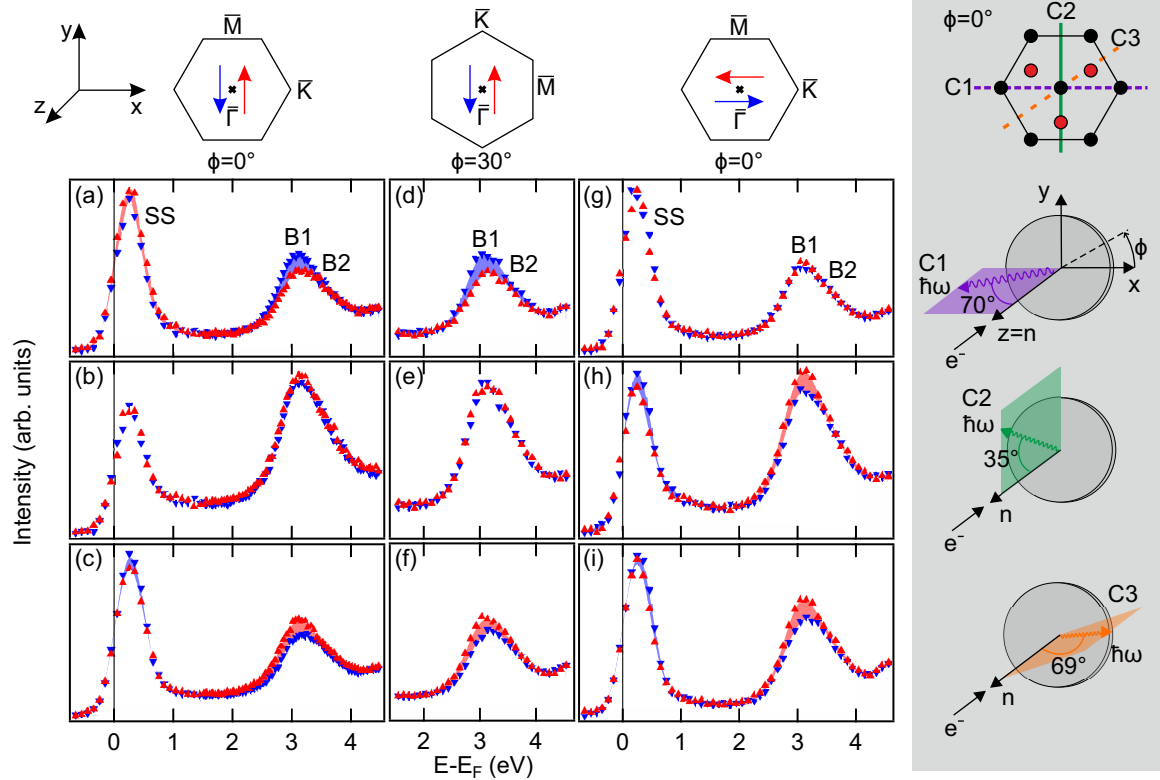 y
z
x
M̅
K̅
Γ̅
ϕ=0°
K̅
M̅
Γ̅
ϕ=30°
M̅
K̅
Γ̅
ϕ=0°
ϕ=0°
C2
C3
C1
(a)
SS
B1
B2
(d)
B1
B2
(g)
SS
B1
B2
(b)
(e)
(h)
(c)
(f)
(i)
Intensity (arb. units)
0 1 2 3 4
2 3 4
0 1 2 3 4
E-E_F (eV)
y
ϕ
x
C1
ħω
70°
z=n
e⁻
C2
ħω
35°
n
e⁻
C3
ħω
69°
n
e⁻